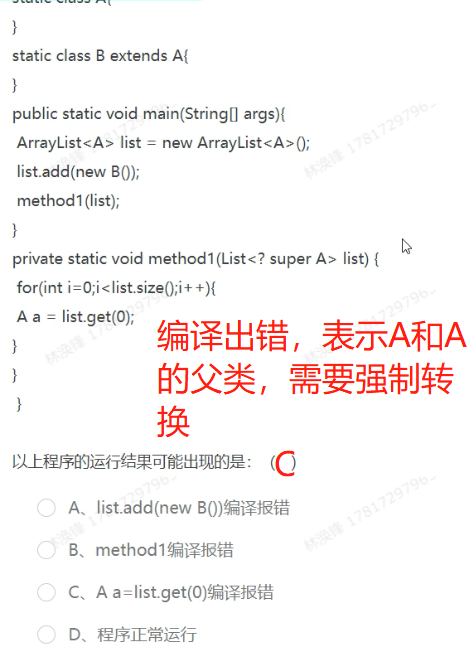 static class A{
}
static class B extends A{
}
public static void main(String[] args){
ArrayList<A> list = new ArrayList<A>();
list.add(new B());
method1(list);
}
private static void method1(List<? super A> list) {
for(int i=0;i<list.size();i++){
A a = list.get(0);
}
}
}
编译出错，表示A和A
的父类，需要强制转
换
以上程序的运行结果可能出现的是： (C)
A、list.add(new B())编译报错
B、method1编译报错
C、A a=list.get(0)编译报错
D、程序正常运行